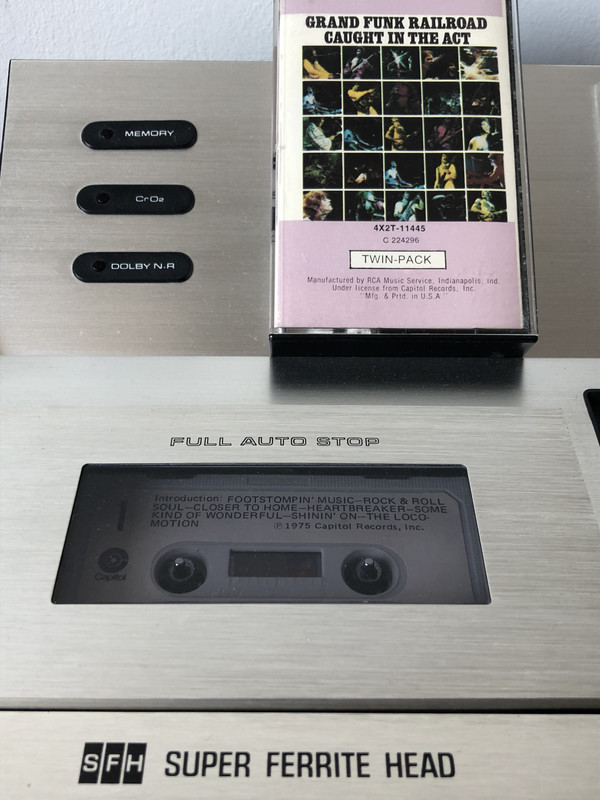 GRAND FUNK RAILROAD
CAUGHT IN THE ACT
MEMORY
CrO2
DOLBY N.R
4X2T-11445
C 224296
TWIN-PACK
Manufactured by RCA Music Service, Indianapolis, Ind.
Under license from Capitol Records, Inc.
Mfg. & Prtd. in U.S.A.
FULL AUTO STOP
Introduction: FOOTSTOMPIN' MUSIC—ROCK & ROLL
SOUL—CLOSER TO HOME—HEARTBREAKER—SOME
KIND OF WONDERFUL—SHININ' ON—THE LOCO-
MOTION ℗ 1975 Capitol Records, Inc.
1
Capitol
SFH SUPER FERRITE HEAD